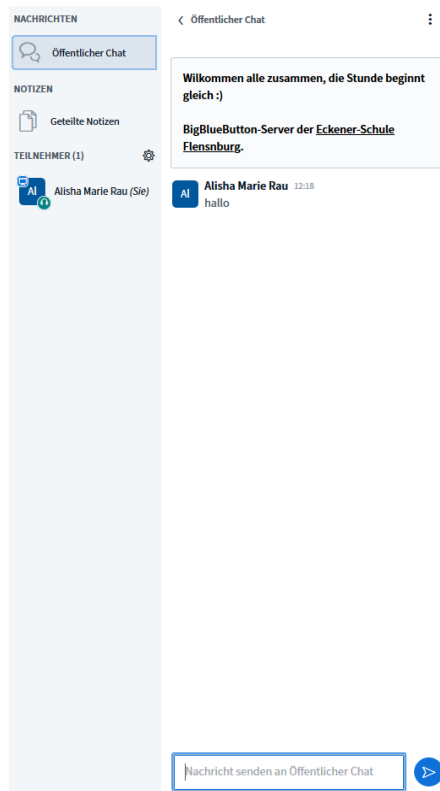 NACHRICHTEN
Öffentlicher Chat
NOTIZEN
Geteilte Notizen
TEILNEHMER (1)
Al
Alisha Marie Rau (Sie)
Öffentlicher Chat
Wilkommen alle zusammen, die Stunde beginnt
gleich :)
BigBlueButton-Server der Eckener-Schule
Flensnburg.
Al
Alisha Marie Rau 12:18
hallo
Nachricht senden an Öffentlicher Chat